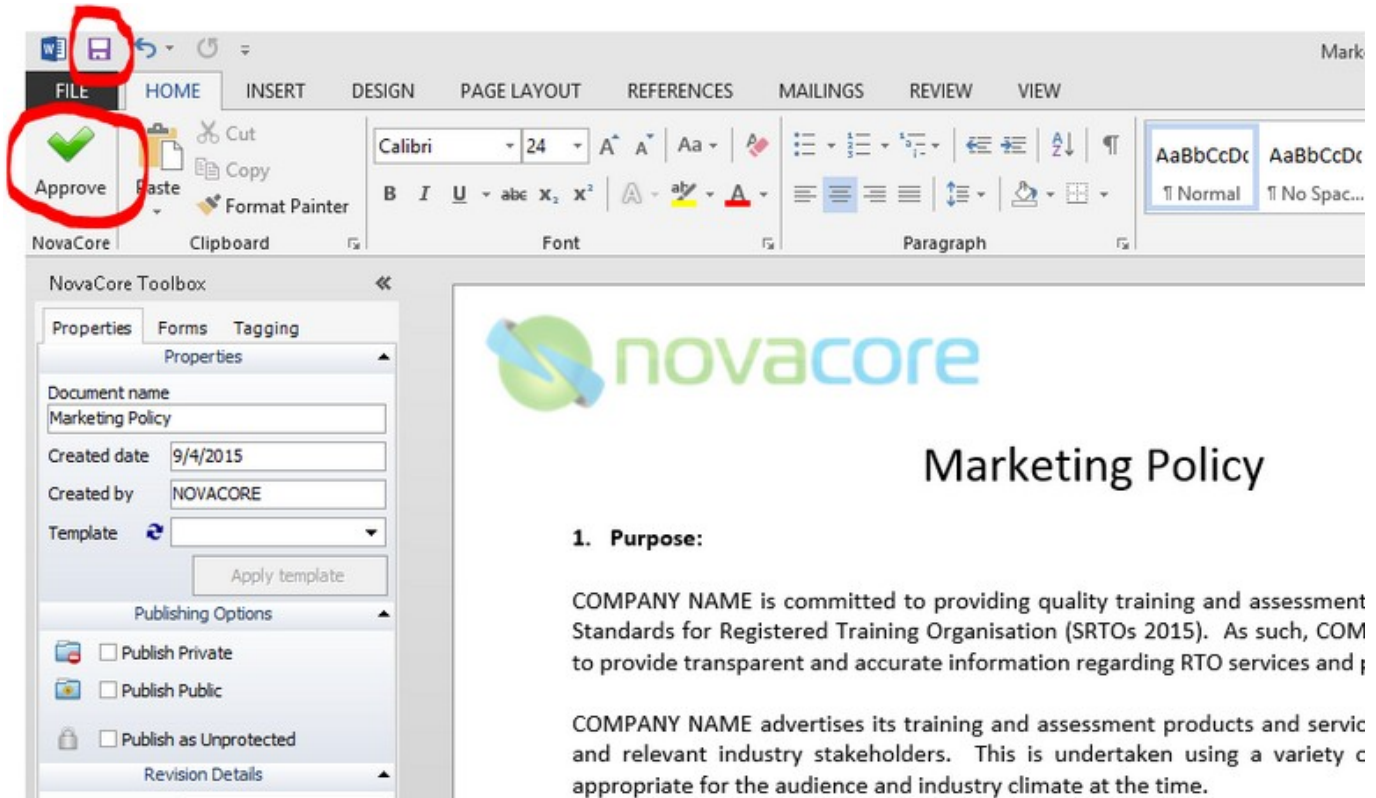 Mark
FILE HOME INSERT DESIGN PAGE LAYOUT REFERENCES MAILINGS REVIEW VIEW
Cut
Copy
Approve Paste
Format Painter
Calibri 24 Aa
B I U abc X₂ X² A aby A
AaBbCcDc AaBbCcDc
¶ Normal ¶ No Spac...
NovaCore Clipboard Font Paragraph
NovaCore Toolbox
Properties Forms Tagging
Properties
Document name
Marketing Policy
Created date 9/4/2015
Created by NOVACORE
Template
Apply template
Publishing Options
Publish Private
Publish Public
Publish as Unprotected
Revision Details
novacore
Marketing Policy
1. Purpose:
COMPANY NAME is committed to providing quality training and assessment
Standards for Registered Training Organisation (SRTOs 2015). As such, COM
to provide transparent and accurate information regarding RTO services and
COMPANY NAME advertises its training and assessment products and servic
and relevant industry stakeholders. This is undertaken using a variety
appropriate for the audience and industry climate at the time.